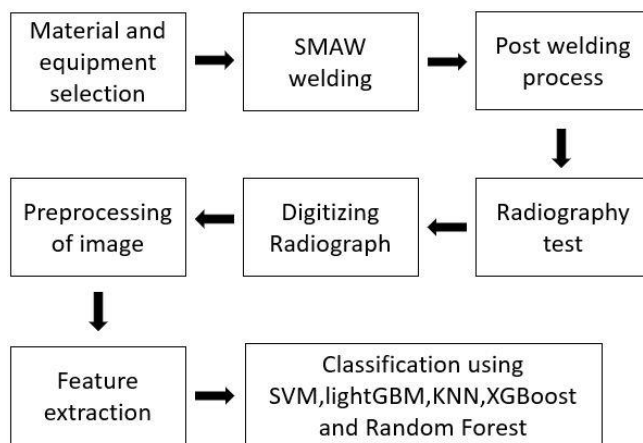 Material and
equipment
selection
SMAW
welding
Post welding
process
Radiography
test
Digitizing
Radiograph
Preprocessing
of image
Feature
extraction
Classification using
SVM,lightGBM,KNN,XGBoost
and Random Forest